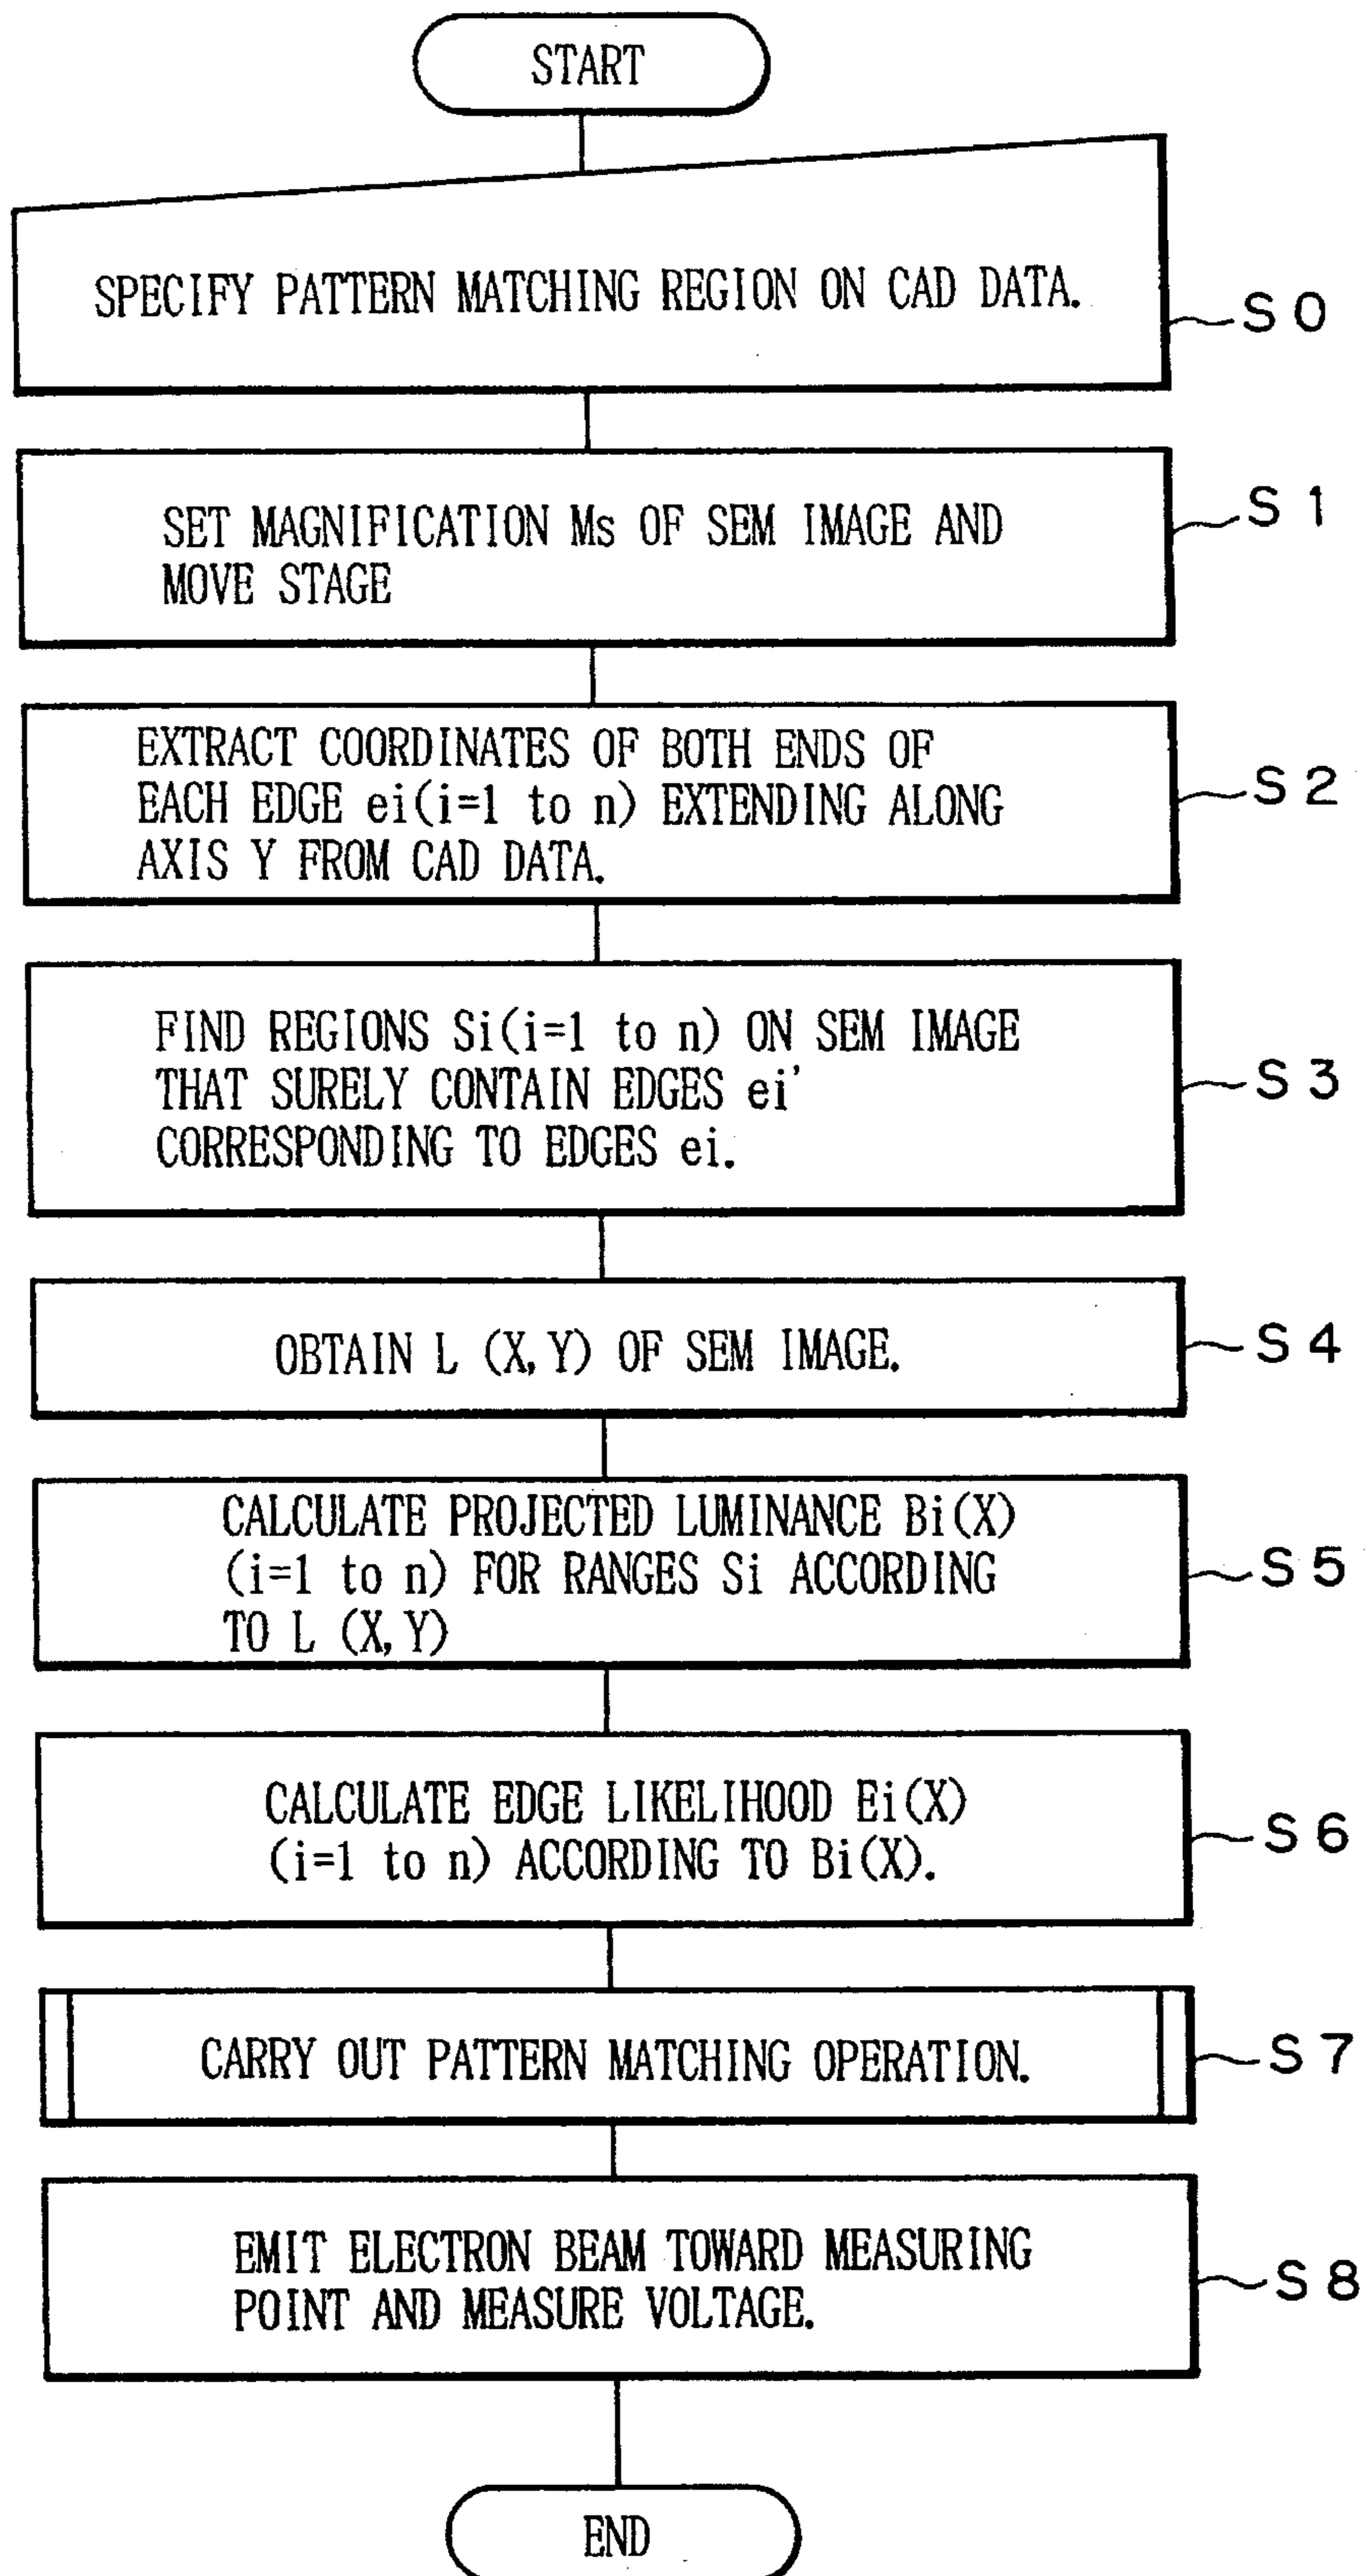 START
SPECIFY PATTERN MATCHING REGION ON CAD DATA.
S0
SET MAGNIFICATION Ms OF SEM IMAGE AND
MOVE STAGE
S1
EXTRACT COORDINATES OF BOTH ENDS OF
EACH EDGE ei(i=1 to n) EXTENDING ALONG
AXIS Y FROM CAD DATA.
S2
FIND REGIONS Si(i=1 to n) ON SEM IMAGE
THAT SURELY CONTAIN EDGES ei'
CORRESPONDING TO EDGES ei.
S3
OBTAIN L (X,Y) OF SEM IMAGE.
S4
CALCULATE PROJECTED LUMINANCE Bi(X)
(i=1 to n) FOR RANGES Si ACCORDING
TO L (X,Y)
S5
CALCULATE EDGE LIKELIHOOD Ei(X)
(i=1 to n) ACCORDING TO Bi(X).
S6
CARRY OUT PATTERN MATCHING OPERATION.
S7
EMIT ELECTRON BEAM TOWARD MEASURING
POINT AND MEASURE VOLTAGE.
S8
END